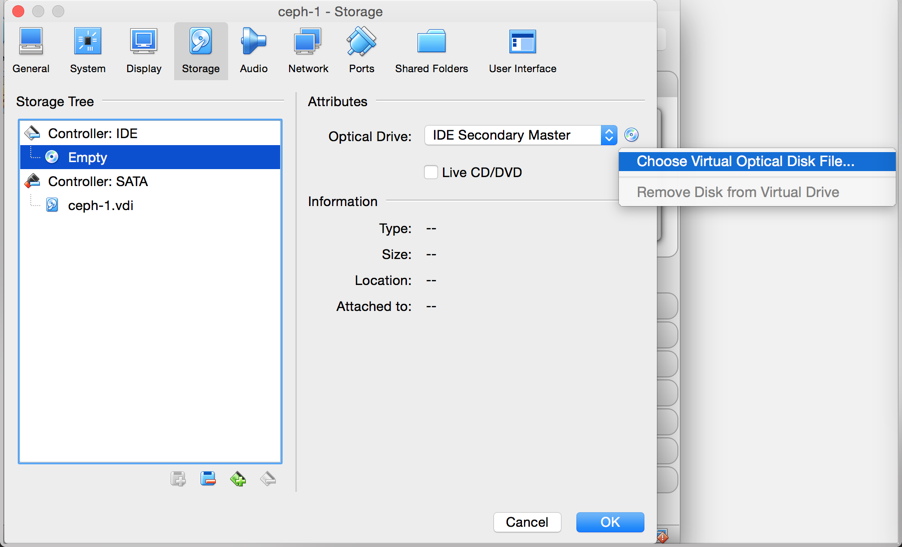 ceph-1 - Storage
General
System
Display
Storage
Audio
Network
Ports
Shared Folders
User Interface
Storage Tree
Controller: IDE
Empty
Controller: SATA
ceph-1.vdi
Attributes
Optical Drive: IDE Secondary Master
Live CD/DVD
Choose Virtual Optical Disk File...
Remove Disk from Virtual Drive
Information
Type: --
Size: --
Location: --
Attached to: --
Cancel
OK